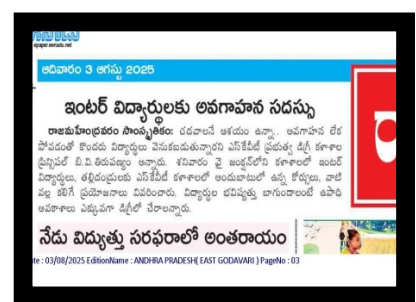 epaper.eenadu.net
ఆదివారం 3 ఆగస్టు 2025
ఇంటర్ విద్యార్థులకు అవగాహన సదస్సు
రాజమహేంద్రవరం సాంస్కృతికం: చదవాలనే ఆశయం ఉన్నా.. అవగాహన లేక
పోవడంతో కొందరు విద్యార్థులు వెనుకబడుతున్నారని ఎస్‌కేవీటీ ప్రభుత్వ డిగ్రీ కళాశాల
ప్రిన్సిపల్ బి.వి.తిరుపణ్యం అన్నారు. శనివారం వై జంక్షన్‌లోని కళాశాలలో ఇంటర్
విద్యార్థులు, తల్లిదండ్రులకు ఎస్‌కేవీటీ కళాశాలలో అందుబాటులో ఉన్న కోర్సులు, వాటి
వల్ల కలిగే ప్రయోజనాలు వివరించారు. విద్యార్థుల భవిష్యత్తు బాగుండాలంటే ఉపాధి
అవకాశాలు ఎక్కువగా డిగ్రీలో చేరాలన్నారు.
నేడు విద్యుత్తు సరఫరాలో అంతరాయం
te : 03/08/2025 EditionName : ANDHRA PRADESH( EAST GODAVARI ) PageNo : 03